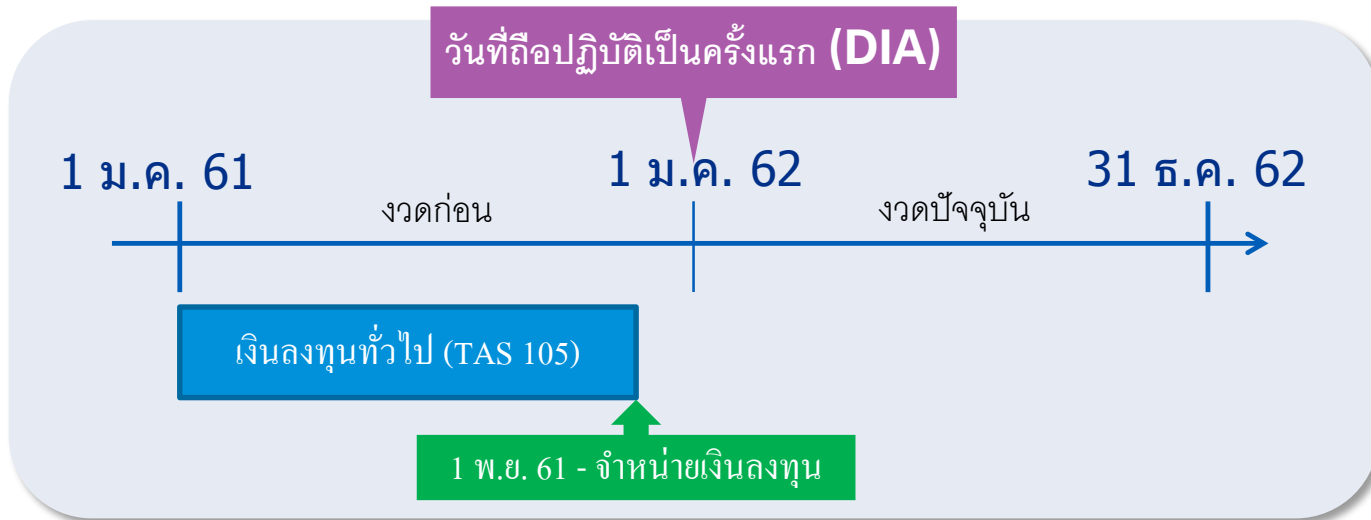 วันที่ถือปฏิบัติเป็นครั้งแรก (DIA)
1 ม.ค. 61
1 ม.ค. 62
31 ธ.ค. 62
งวดก่อน
งวดปัจจุบัน
เงินลงทุนทั่วไป (TAS 105)
1 พ.ย. 61 - จำหน่ายเงินลงทุน